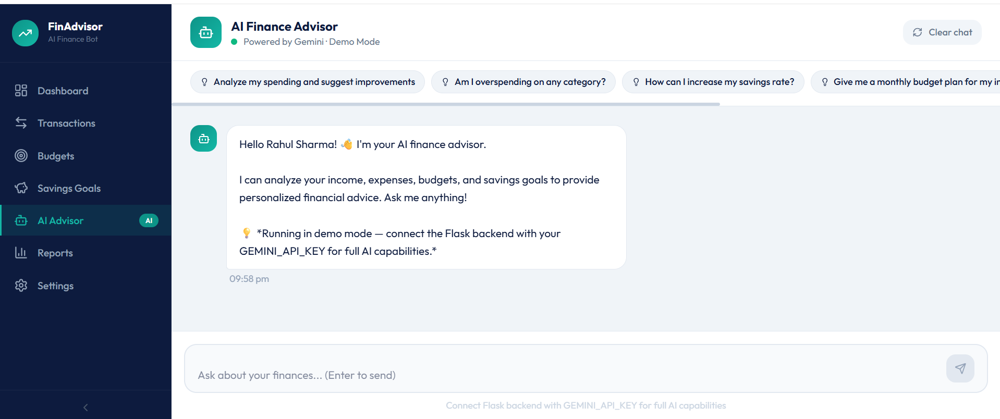 FinAdvisor
AI Finance Bot
Dashboard
Transactions
Budgets
Savings Goals
AI Advisor
AI
Reports
Settings
AI Finance Advisor
Powered by Gemini · Demo Mode
Clear chat
Analyze my spending and suggest improvements
Am I overspending on any category?
How can I increase my savings rate?
Give me a monthly budget plan for my
Hello Rahul Sharma! 👋 I'm your AI finance advisor.
I can analyze your income, expenses, budgets, and savings goals to provide
personalized financial advice. Ask me anything!
💡 *Running in demo mode — connect the Flask backend with your
GEMINI_API_KEY for full AI capabilities.*
09:58 pm
Ask about your finances... (Enter to send)
Connect Flask backend with GEMINI_API_KEY for full AI capabilities